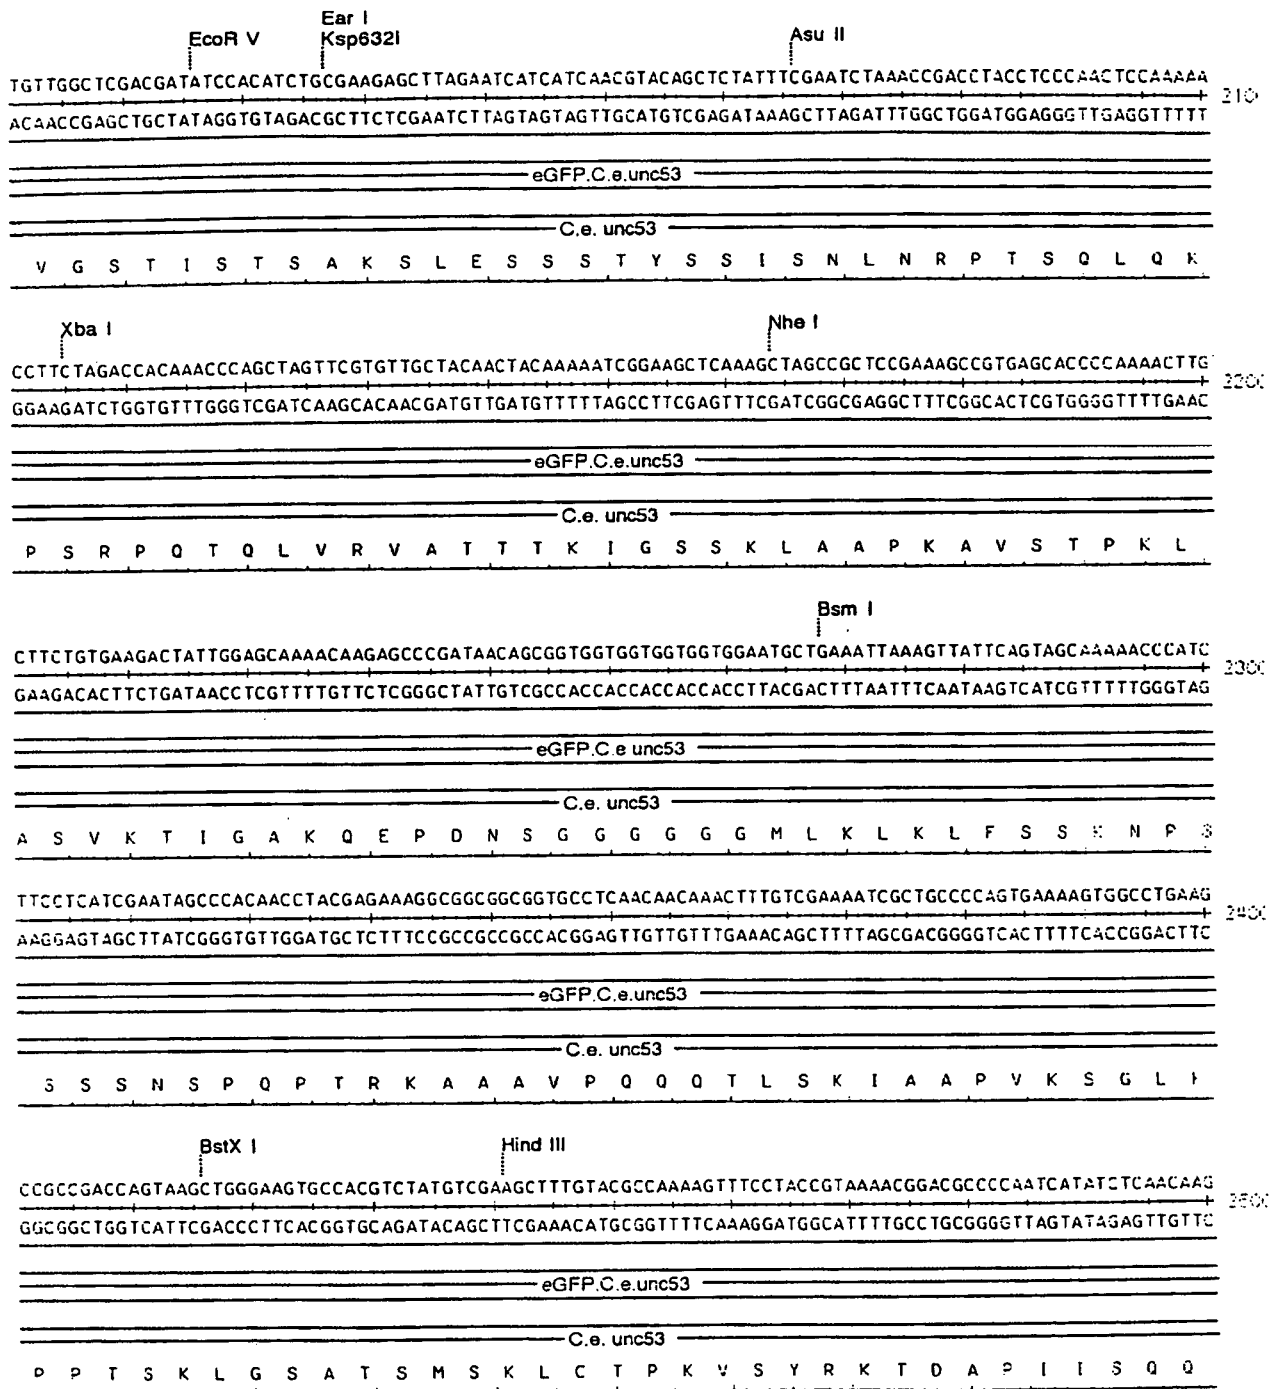 Ear I
EcoR V Ksp632I Asu II
TGTTGGCTCGACGATATCCACATCTGCGAAGAGCTTAGAATCATCATCAACGTACAGCTCTATTTCGAATCTAAACCGACCTACCTCCCAACTCCAAAAA
ACAACCGAGCTGCTATAGGTGTAGACGCTTCTCGAATCTTAGTAGTAGTTGCATGTCGAGATAAAGCTTAGATTTGGCTGGATGGAGGGTTGAGGTTTTT
eGFP.C.e.unc53
C.e. unc53
V G S T I S T S A K S L E S S S T Y S S I S N L N R P T S Q L Q K
Xba I Nhe I
CCTTCTAGACCACAAACCCAGCTAGTTCGTGTTGCTACAACTACAAAAATCGGAAGCTCAAAGCTAGCCGCTCCGAAAGCCGTGAGCACCCCAAAACTTG
GGAAGATCTGGTGTTTGGGTCGATCAAGCACAACGATGTTGATGTTTTTAGCCTTCGAGTTTCGATCGGCGAGGCTTTCGGCACTCGTGGGGTTTTGAAC
eGFP.C.e.unc53
C.e. unc53
P S R P Q T Q L V R V A T T T K I G S S K L A A P K A V S T P K L
Bsm I
CTTCTGTGAAGACTATTGGAGCAAAACAAGAGCCCGATAACAGCGGTGGTGGTGGTGGTGGAATGCTGAAATTAAAGTTATTCAGTAGCAAAAACCCATC
GAAGACACTTCTGATAACCTCGTTTTGTTCTCGGGCTATTGTCGCCACCACCACCACCACCTTACGACTTTAATTTCAATAAGTCATCGTTTTTGGGTAG
eGFP.C.e unc53
C.e. unc53
A S V K T I G A K Q E P D N S G G G G G G M L K L K L F S S K N P S
TTCCTCATCGAATAGCCCACAACCTACGAGAAAGGCGGCGGCGGTGCCTCAACAACAAACTTTGTCGAAAATCGCTGCCCCAGTGAAAAGTGGCCTGAAG
AAGGAGTAGCTTATCGGGTGTTGGATGCTCTTTCCGCCGCCGCCACGGAGTTGTTGTTTGAAACAGCTTTTAGCGACGGGGTCACTTTTCACCGGACTTC
eGFP.C.e.unc53
C.e. unc53
S S S N S P Q P T R K A A A V P Q Q Q T L S K I A A P V K S G L
BstX I Hind III
CCGCCGACCAGTAAGCTGGGAAGTGCCACGTCTATGTCGAAGCTTTGTACGCCAAAAGTTTCCTACCGTAAAACGGACGCCCCAATCATATCTCAACAAG
GGCGGCTGGTCATTCGACCCTTCACGGTGCAGATACAGCTTCGAAACATGCGGTTTTCAAAGGATGGCATTTTGCCTGCGGGGTTAGTATAGAGTTGTTC
eGFP.C.e.unc53
C.e. unc53
P P T S K L G S A T S M S K L C T P K V S Y R K T D A P I I S Q Q